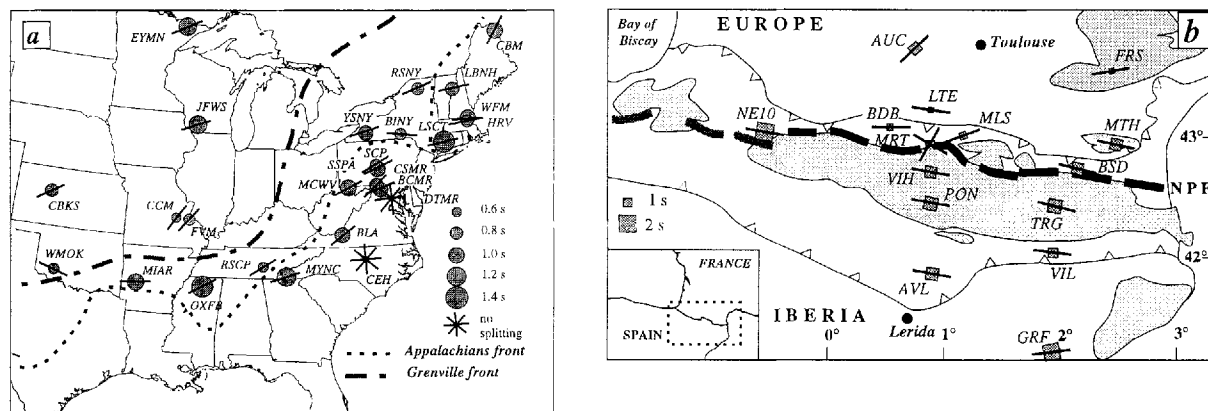 a
EYMN
CBM
RSNY
LBNH
JFWS
WFM
YSNY
BINY
LSC
HRV
SCP
SSPA
CSMR
MCWV
BCMR
DTMR
CBKS
CCM
FVM
0.6 s
0.8 s
BLA
1.0 s
WMOK
MIAR
RSCP
MYNC
CEH
1.2 s
OXFB
1.4 s
no
splitting
Appalachians front
Grenville front
b
Bay of
Biscay
EUROPE
AUC
Toulouse
FRS
LTE
NE10
BDB
MLS
MTH
43°
MRT
BSD
VIH
NPF
PON
1 s
2 s
TRG
42°
FRANCE
AVL
VIL
SPAIN
IBERIA
0°
Lerida
1°
GRF
2°
3°